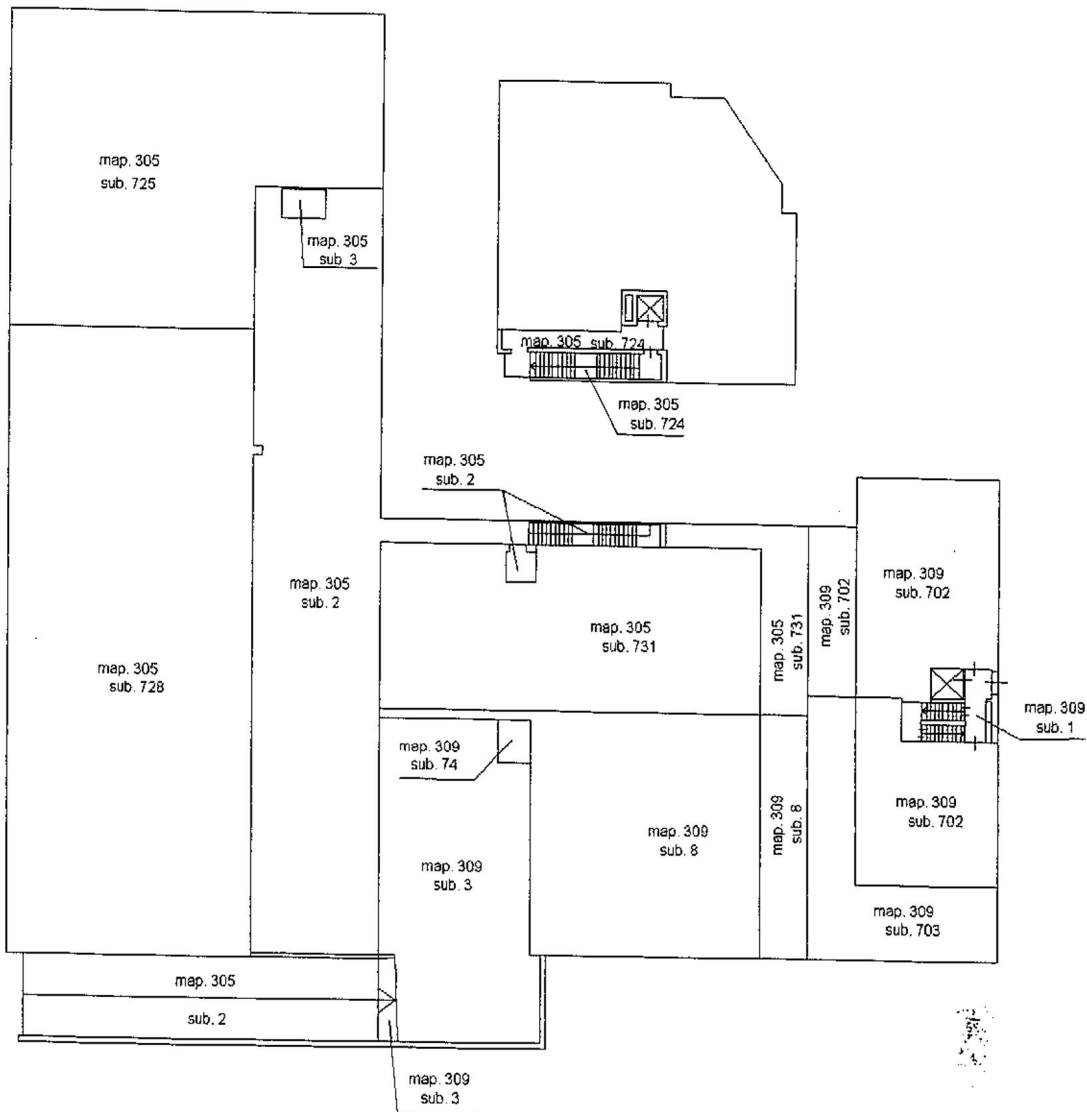 map. 305
sub. 725
map. 305
sub. 3
map. 305 sub. 724
map. 305
sub. 724
map. 305
sub. 2
map. 309
sub. 702
map. 309
sub. 702
map. 305
sub. 2
map. 305
sub. 731
map. 305
sub. 731
map. 305
sub. 728
map. 309
sub. 1
map. 309
sub. 74
map. 309
sub. 8
map. 309
sub. 8
map. 309
sub. 702
map. 309
sub. 3
map. 309
sub. 703
map. 305
sub. 2
map. 309
sub. 3